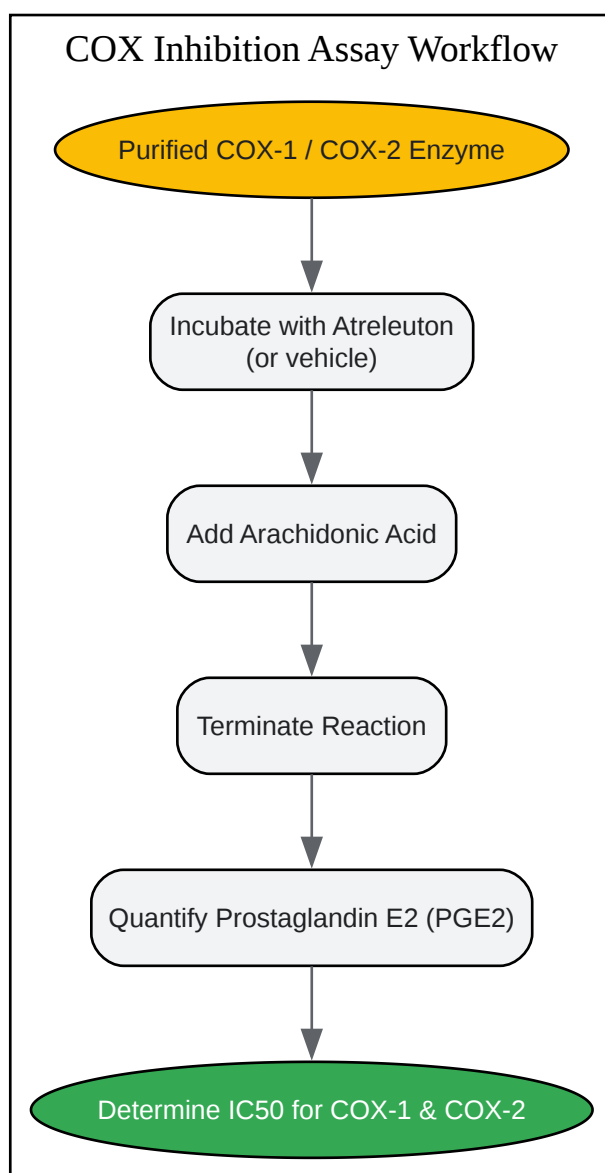 COX Inhibition Assay Workflow
Purified COX-1 / COX-2 Enzyme
Incubate with Atreleuton
(or vehicle)
Add Arachidonic Acid
Terminate Reaction
Quantify Prostaglandin E2 (PGE2)
Determine IC50 for COX-1 & COX-2